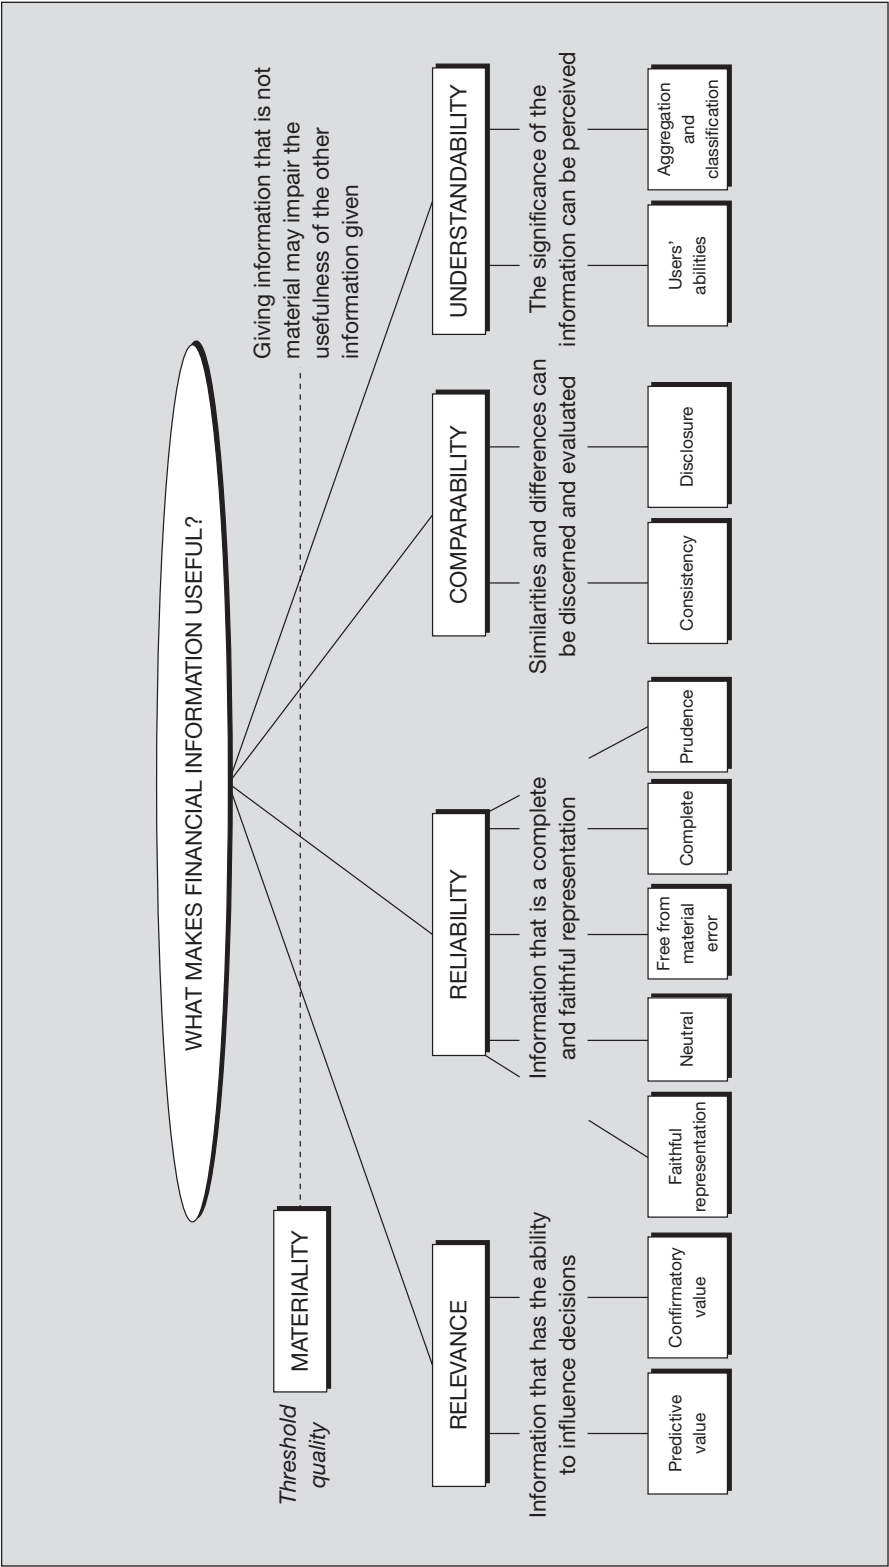 WHAT MAKES FINANCIAL INFORMATION USEFUL?
Threshold
quality
MATERIALITY
Giving information that is not
material may impair the
usefulness of the other
information given
RELEVANCE
RELIABILITY
COMPARABILITY
UNDERSTANDABILITY
Information that has the ability
to influence decisions
Information that is a complete
and faithful representation
Similarities and differences can
be discerned and evaluated
The significance of the
information can be perceived
Predictive
value
Confirmatory
value
Faithful
representation
Neutral
Free from
material
error
Complete
Prudence
Consistency
Disclosure
Users’
abilities
Aggregation
and
classification